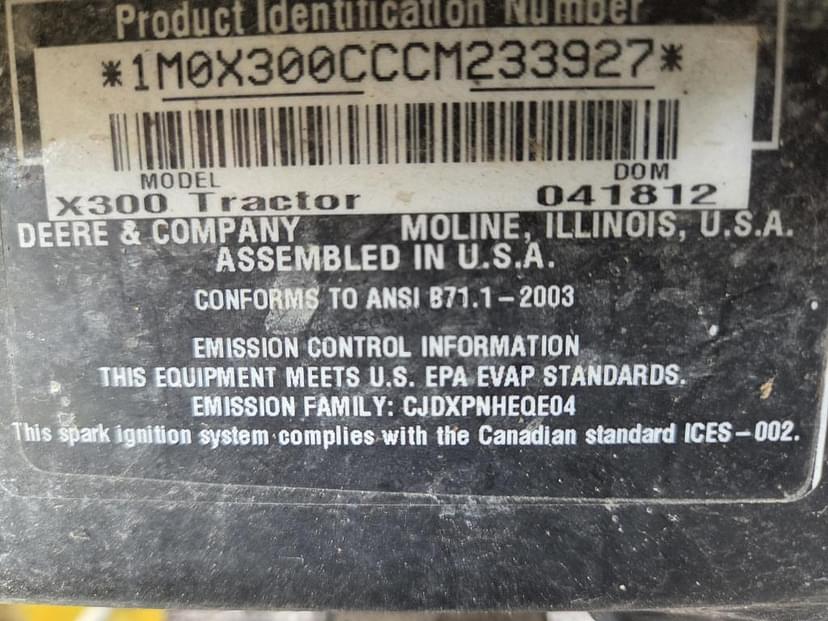 Product Identification Number
*1M0X300CCCM233927*
MODEL DOM
X300 Tractor 041812
DEERE & COMPANY MOLINE, ILLINOIS, U.S.A.
ASSEMBLED IN U.S.A.
CONFORMS TO ANSI B71.1-2003
EMISSION CONTROL INFORMATION
THIS EQUIPMENT MEETS U.S. EPA EVAP STANDARDS.
EMISSION FAMILY: CJDXPNHEQE04
This spark ignition system complies with the Canadian standard ICES-002.